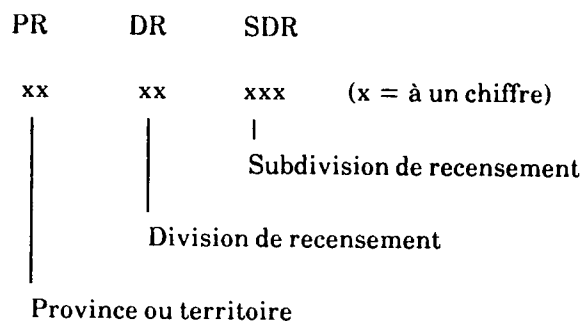 PR DR SDR
xx xx xxx (x = à un chiffre)
Subdivision de recensement
Division de recensement
Province ou territoire